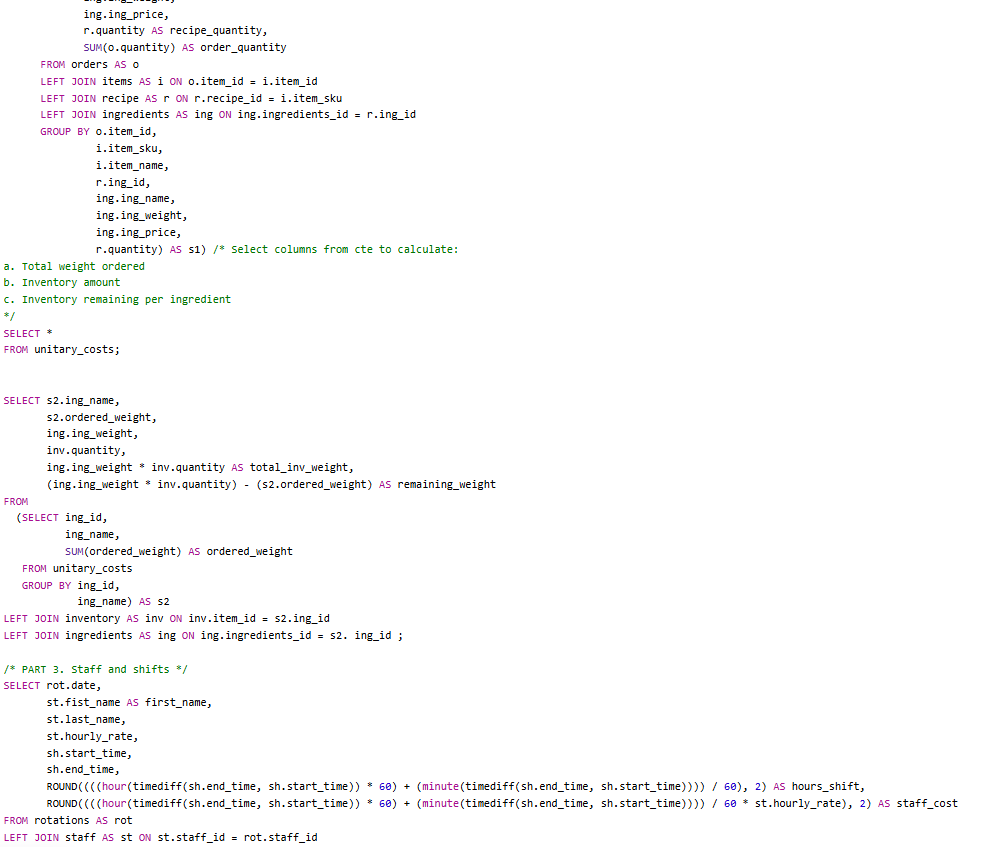 ing.ing_weight,
ing.ing_price,
r.quantity AS recipe_quantity,
SUM(o.quantity) AS order_quantity
FROM orders AS o
LEFT JOIN items AS i ON o.item_id = i.item_id
LEFT JOIN recipe AS r ON r.recipe_id = i.item_sku
LEFT JOIN ingredients AS ing ON ing.ingredients_id = r.ing_id
GROUP BY o.item_id,
i.item_sku,
i.item_name,
r.ing_id,
ing.ing_name,
ing.ing_weight,
ing.ing_price,
r.quantity) AS s1) /* Select columns from cte to calculate:
a. Total weight ordered
b. Inventory amount
c. Inventory remaining per ingredient
*/
SELECT *
FROM unitary_costs;
SELECT s2.ing_name,
s2.ordered_weight,
ing.ing_weight,
inv.quantity,
ing.ing_weight * inv.quantity AS total_inv_weight,
(ing.ing_weight * inv.quantity) - (s2.ordered_weight) AS remaining_weight
FROM
(SELECT ing_id,
ing_name,
SUM(ordered_weight) AS ordered_weight
FROM unitary_costs
GROUP BY ing_id,
ing_name) AS s2
LEFT JOIN inventory AS inv ON inv.item_id = s2.ing_id
LEFT JOIN ingredients AS ing ON ing.ingredients_id = s2. ing_id ;
/* PART 3. Staff and shifts */
SELECT rot.date,
st.fist_name AS first_name,
st.last_name,
st.hourly_rate,
sh.start_time,
sh.end_time,
ROUND((((hour(timediff(sh.end_time, sh.start_time)) * 60) + (minute(timediff(sh.end_time, sh.start_time)))) / 60), 2) AS hours_shift,
ROUND((((hour(timediff(sh.end_time, sh.start_time)) * 60) + (minute(timediff(sh.end_time, sh.start_time)))) / 60 * st.hourly_rate), 2) AS staff_cost
FROM rotations AS rot
LEFT JOIN staff AS st ON st.staff_id = rot.staff_id